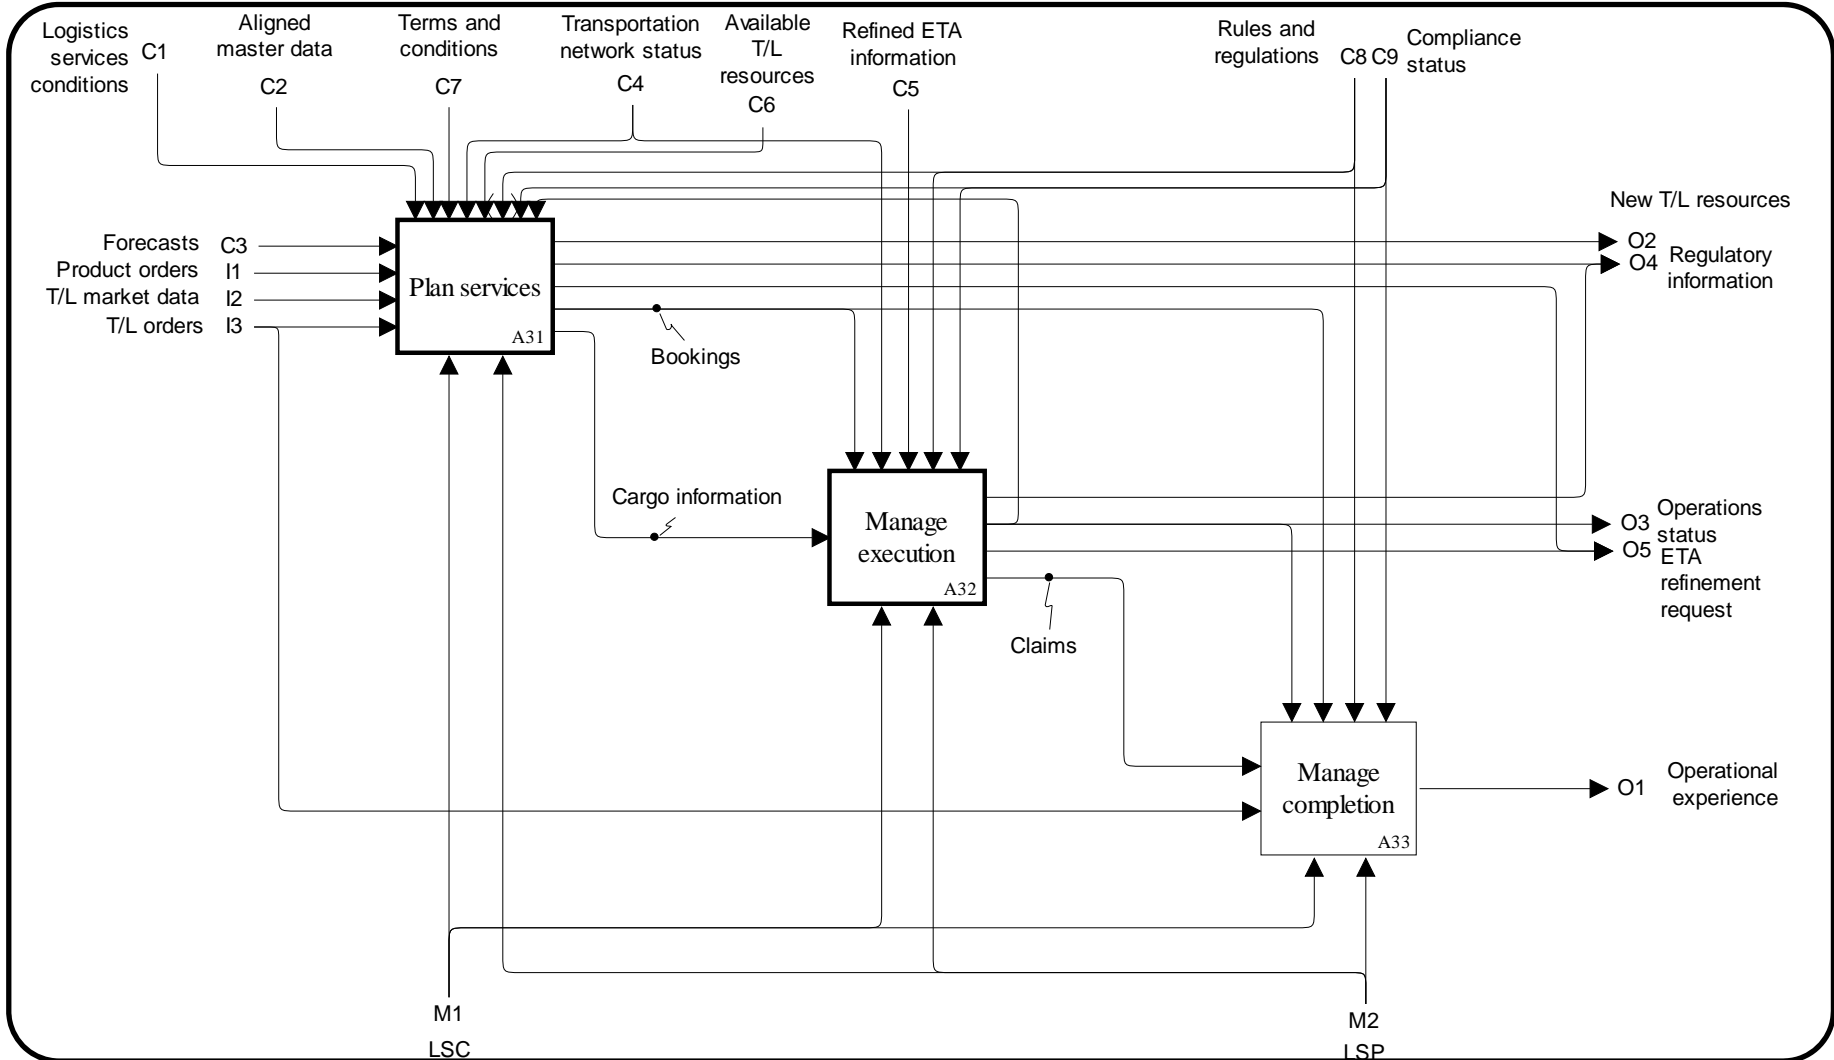 Logistics
services
conditions
C1
Aligned
master data
C2
Terms and
conditions
C7
Transportation
network status
C4
Available
T/L
resources
C6
Refined ETA
information
C5
Rules and
regulations
C8
C9
Compliance
status
Forecasts C3
Product orders I1
T/L market data I2
T/L orders I3
Plan services
A31
Bookings
New T/L resources
O2
O4
Regulatory
information
Cargo information
Manage
execution
A32
Claims
O3
Operations
status
O5
ETA
refinement
request
Manage
completion
A33
O1
Operational
experience
M1
LSC
M2
LSP